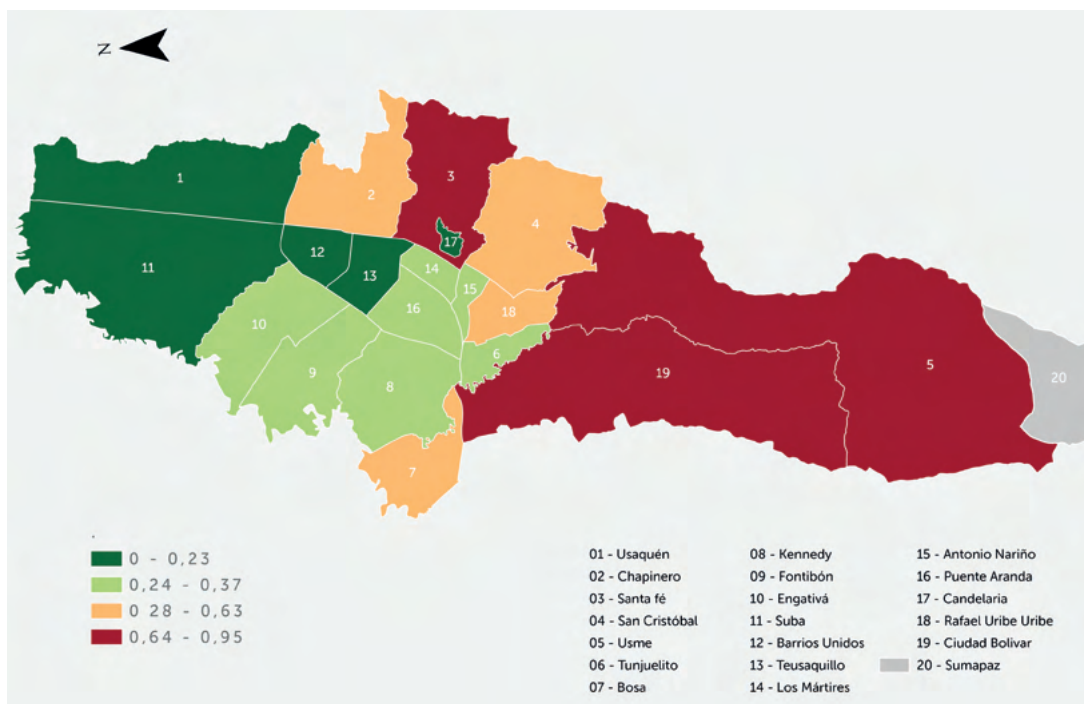 N
1
2
3
4
5
6
7
8
9
10
11
12
13
14
15
16
17
18
19
20
0 - 0,23
0,24 - 0,37
0 28 - 0,63
0,64 - 0,95
01 - Usaquén
02 - Chapinero
03 - Santa fé
04 - San Cristóbal
05 - Usme
06 - Tunjuelito
07 - Bosa
08 - Kennedy
09 - Fontibón
10 - Engativá
11 - Suba
12 - Barrios Unidos
13 - Teusaquillo
14 - Los Mártires
15 - Antonio Nariño
16 - Puente Aranda
17 - Candelaria
18 - Rafael Uribe Uribe
19 - Ciudad Bolivar
20 - Sumapaz